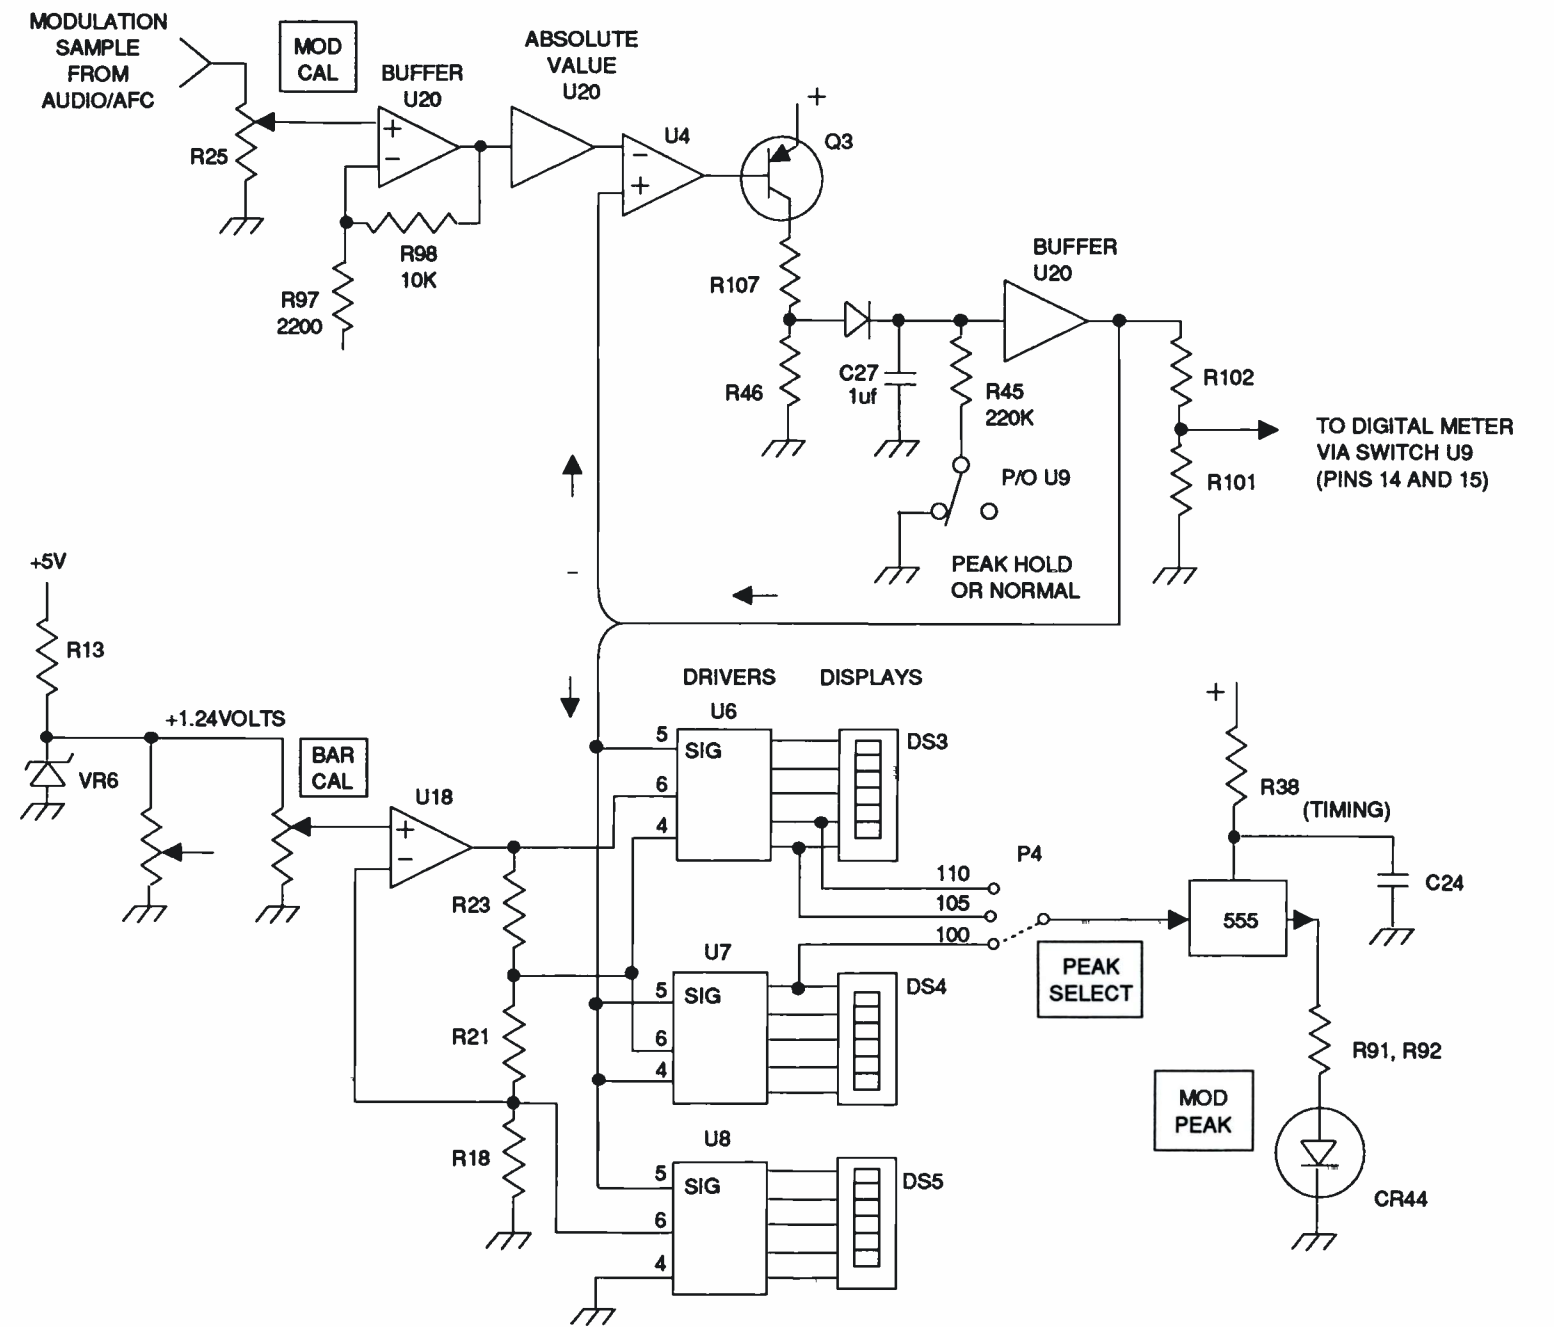 MODULATION
SAMPLE
FROM
AUDIO/AFC
MOD
CAL
BUFFER
U20
ABSOLUTE
VALUE
U20
U4
+
Q3
R25
+
−
−
+
R98
10K
R97
2200
R107
BUFFER
U20
R46
C27
1uf
R45
220K
R102
TO DIGITAL METER
VIA SWITCH U9
(PINS 14 AND 15)
R101
P/O U9
PEAK HOLD
OR NORMAL
−
+5V
R13
+1.24VOLTS
VR6
BAR
CAL
U18
+
−
DRIVERS
DISPLAYS
U6
5
SIG
6
4
DS3
R23
R21
R18
110
105
100
P4
PEAK
SELECT
U7
5
SIG
6
4
DS4
U8
5
SIG
6
4
DS5
+
R38
(TIMING)
C24
555
R91, R92
MOD
PEAK
CR44